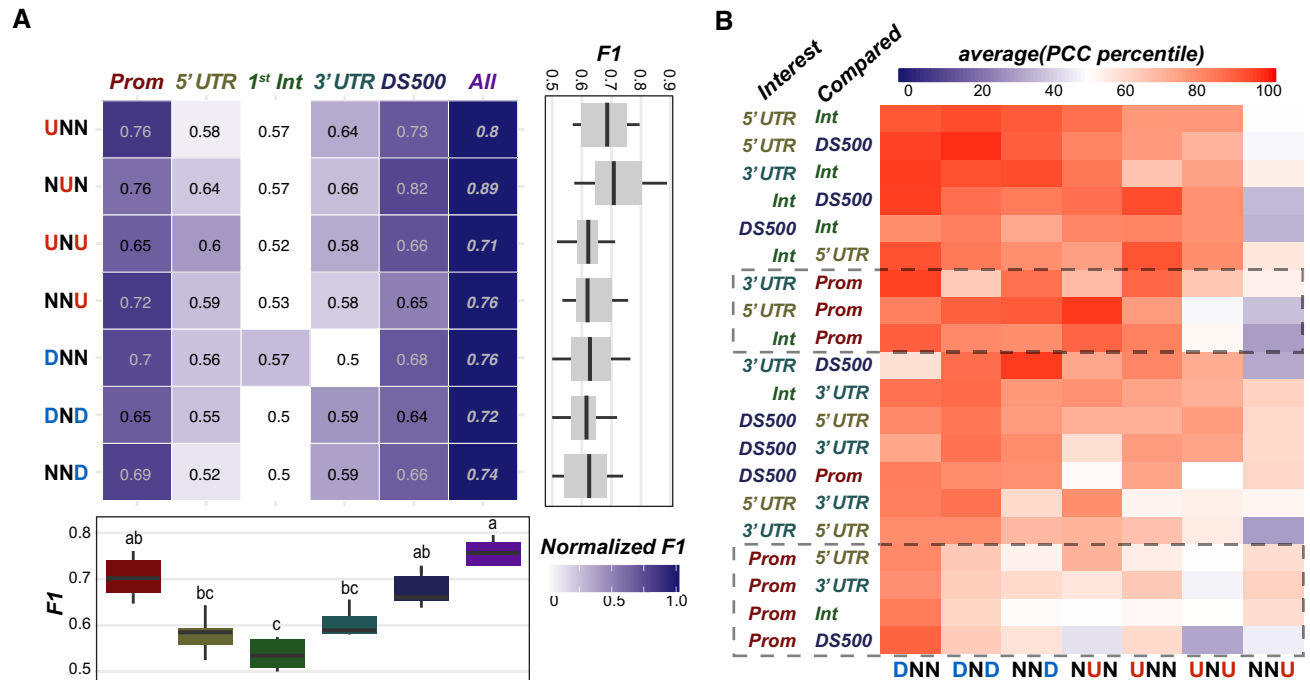 A
Prom 5' UTR 1st Int 3' UTR DS500 All
UNN 0.76 0.58 0.57 0.64 0.73 0.8
NUN 0.76 0.64 0.57 0.66 0.82 0.89
UNU 0.65 0.6 0.52 0.58 0.66 0.71
NNU 0.72 0.59 0.53 0.58 0.65 0.76
DNN 0.7 0.56 0.57 0.5 0.68 0.76
DND 0.65 0.55 0.5 0.59 0.64 0.72
NND 0.69 0.52 0.5 0.59 0.66 0.74
F1
0.5 0.6 0.7 0.8 0.9
F1
0.8
0.7
0.6
0.5
ab bc c bc ab a
Normalized F1
0 0.5 1.0
B
Interest Compared
average(PCC percentile)
0 20 40 60 80 100
5' UTR Int
5' UTR DS500
3' UTR Int
Int DS500
DS500 Int
Int 5' UTR
3' UTR Prom
5' UTR Prom
Int Prom
3' UTR DS500
Int 3' UTR
DS500 5' UTR
DS500 3' UTR
DS500 Prom
5' UTR 3' UTR
3' UTR 5' UTR
Prom 5' UTR
Prom 3' UTR
Prom Int
Prom DS500
DNN DND NND NUN UNN UNU NNU